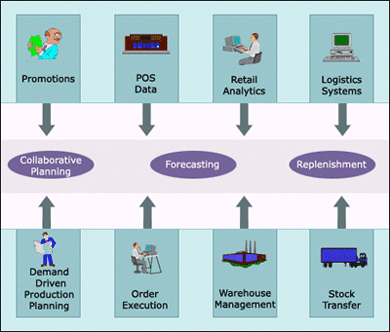 Promotions
POS
Data
Retail
Analytics
Logistics
Systems
Collaborative
Planning
Forecasting
Replenishment
Demand
Driven
Production
Planning
Order
Execution
Warehouse
Management
Stock
Transfer